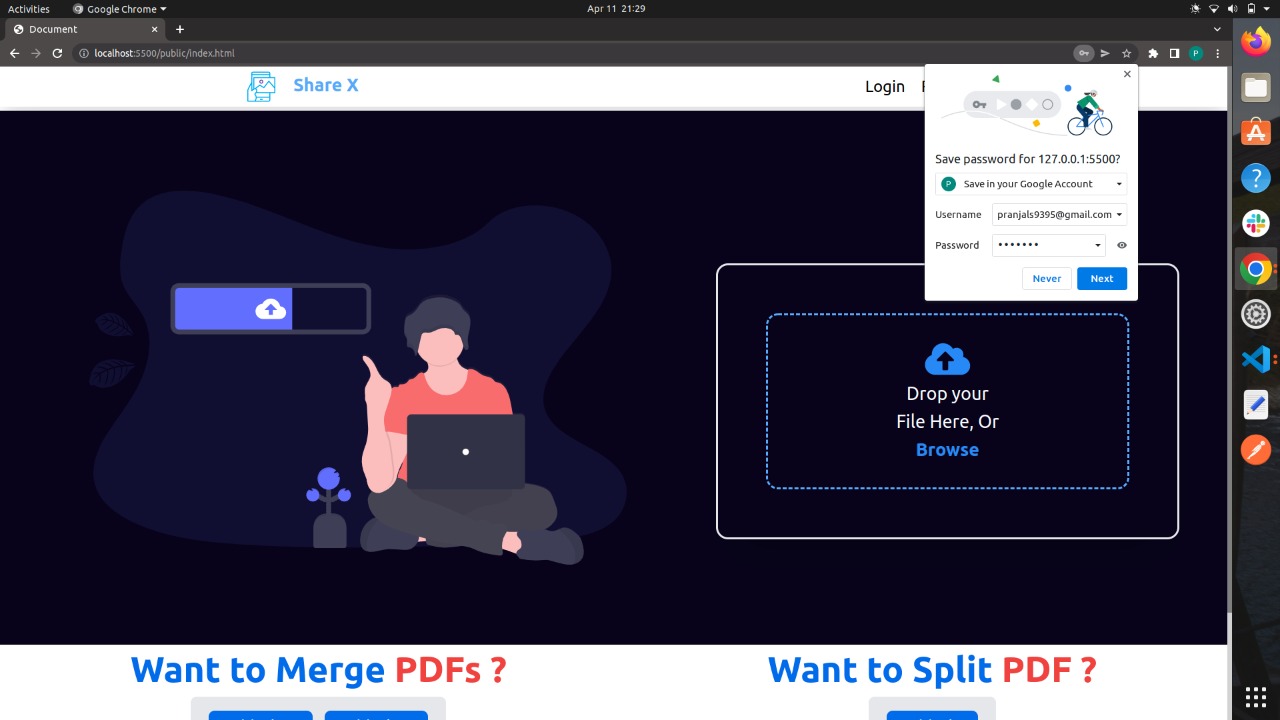 Activities Google Chrome Apr 11 21:29
Document
localhost:5500/public/index.html
P
Share X Login
Save password for 127.0.0.1:5500?
P Save in your Google Account
Username pranjals9395@gmail.com
Password •••••••
Never Next
Drop your
File Here, Or
Browse
Want to Merge PDFs ? Want to Split PDF ?